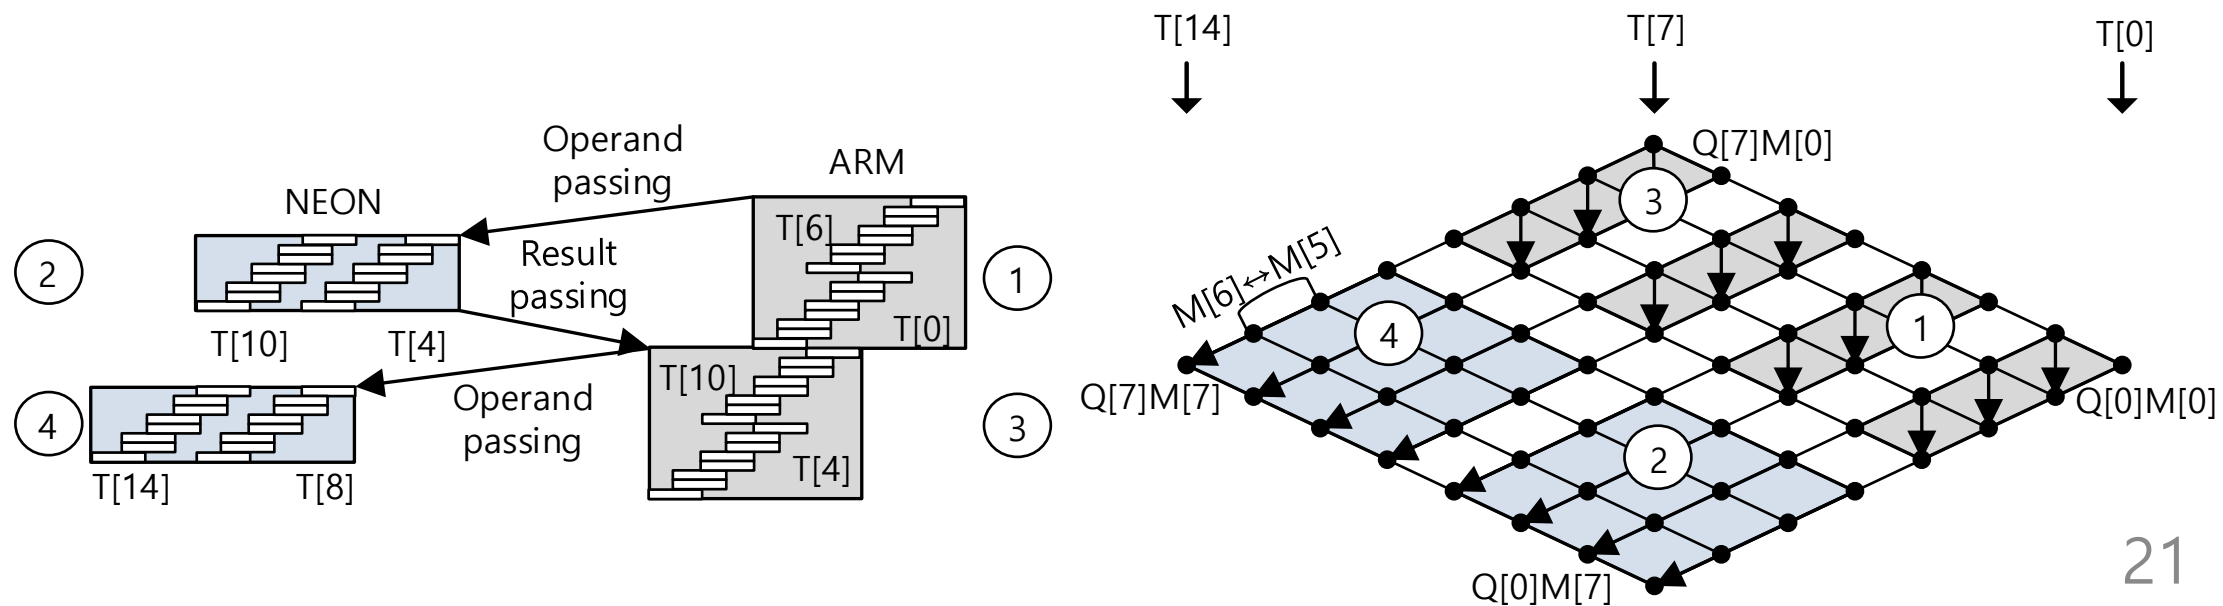 Operand
passing
ARM
NEON
Result
passing
T[6]
T[0]
1
2
T[10]
T[4]
T[10]
T[4]
3
Operand
passing
4
T[14]
T[8]
T[14]
T[7]
T[0]
Q[7]M[0]
3
M[6]↔M[5]
4
1
Q[7]M[7]
Q[0]M[0]
2
Q[0]M[7]
21